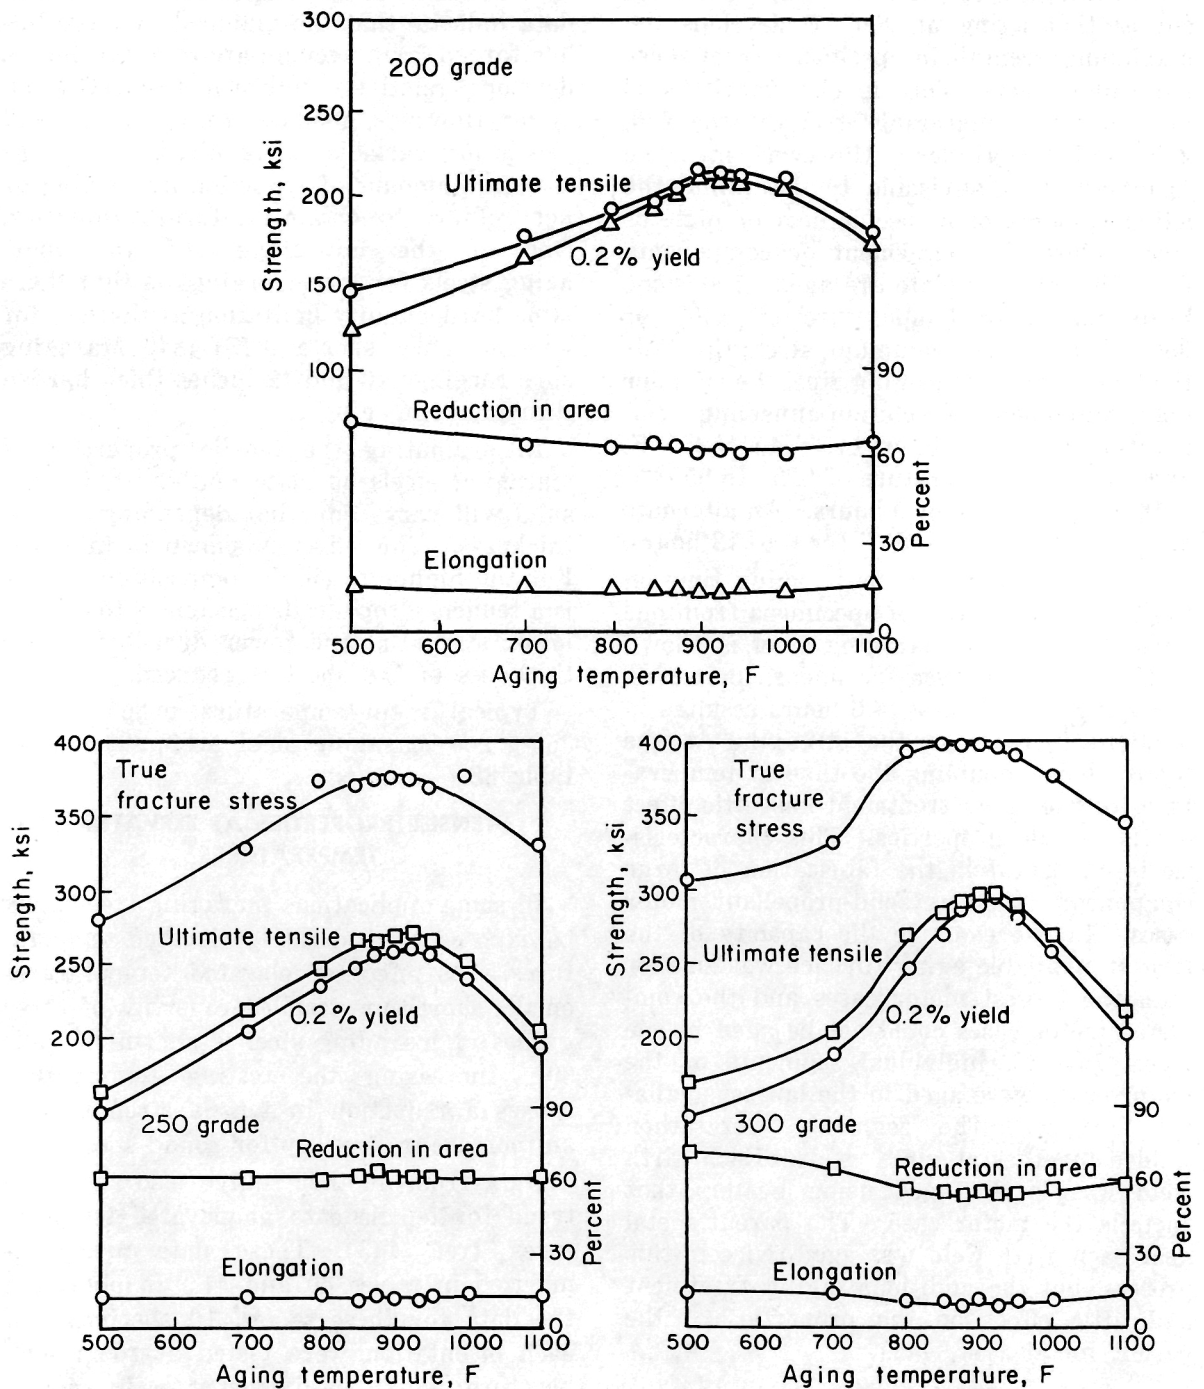 300
200 grade
250
Strength, ksi
Ultimate tensile
200
0.2% yield
150
100
90
Reduction in area
60
Percent
30
Elongation
0
500 600 700 800 900 1000 1100
Aging temperature, F
400
True
fracture stress
350
Strength, ksi
300
Ultimate tensile
250
0.2% yield
200
90
250 grade
Reduction in area
60
Percent
30
Elongation
0
500 600 700 800 900 1000 1100
Aging temperature, F
400
True
fracture
stress
350
Strength, ksi
300
Ultimate tensile
250
0.2% yield
200
90
300 grade
Reduction in area
60
Percent
30
Elongation
0
500 600 700 800 900 1000 1100
Aging temperature, F